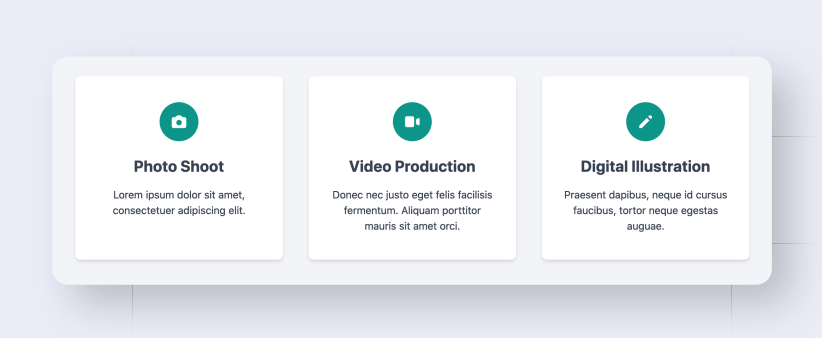 Photo Shoot
Lorem ipsum dolor sit amet,
consectetuer adipiscing elit.
Video Production
Donec nec justo eget felis facilisis
fermentum. Aliquam porttitor
mauris sit amet orci.
Digital Illustration
Praesent dapibus, neque id cursus
faucibus, tortor neque egestas
auguae.